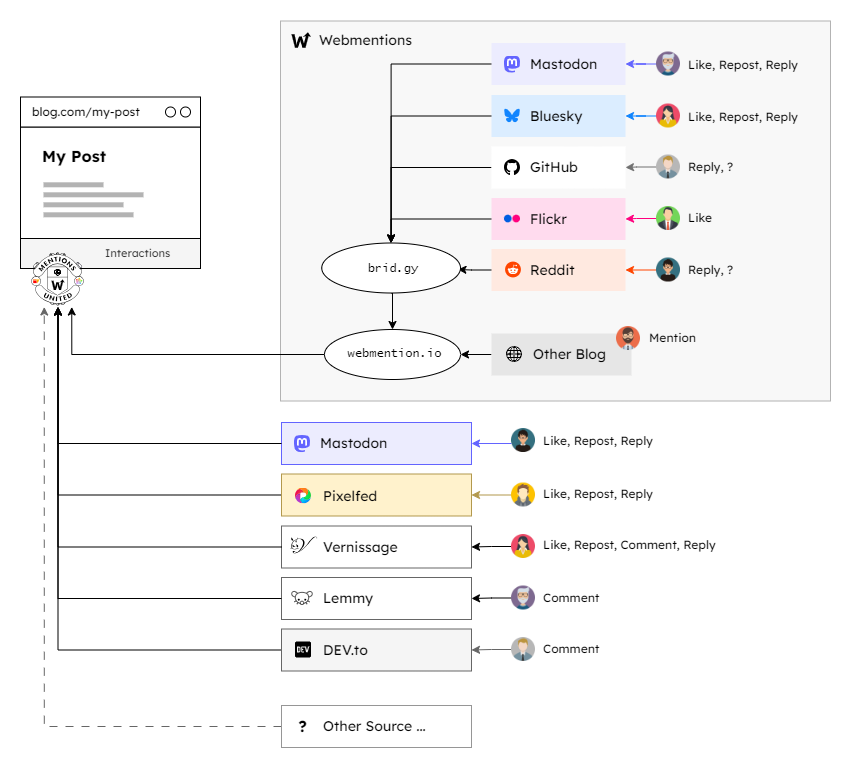 Webmentions
Mastodon
Like, Repost, Reply
blog.com/my-post
Bluesky
Like, Repost, Reply
My Post
GitHub
Reply, ?
Flickr
Like
Interactions
brid.gy
Reddit
Reply, ?
MENTIONS
W
UNITED
webmention.io
Other Blog
Mention
Mastodon
Like, Repost, Reply
Pixelfed
Like, Repost, Reply
Vernissage
Like, Repost, Comment, Reply
Lemmy
Comment
DEV
DEV.to
Comment
? Other Source ...